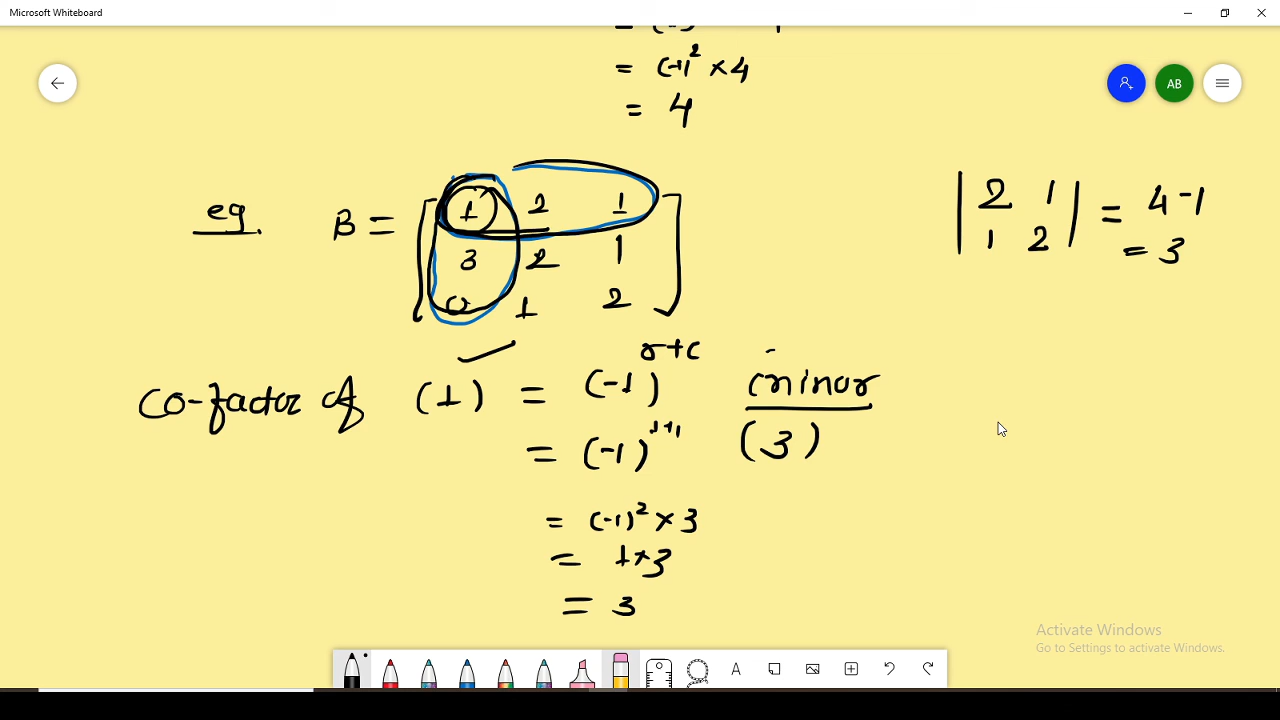 Microsoft Whiteboard
= (-1)² × 4
= 4
AB
eg. B = [ 1 2 1
3 2 1
0 1 2 ]
| 2 1 | = 4 - 1
| 1 2 | = 3
co-factor of (1) = (-1)^r+c minor
= (-1)^1+1 (3)
= (-1)² × 3
= 1 × 3
= 3
Activate Windows
Go to Settings to activate Windows.
A